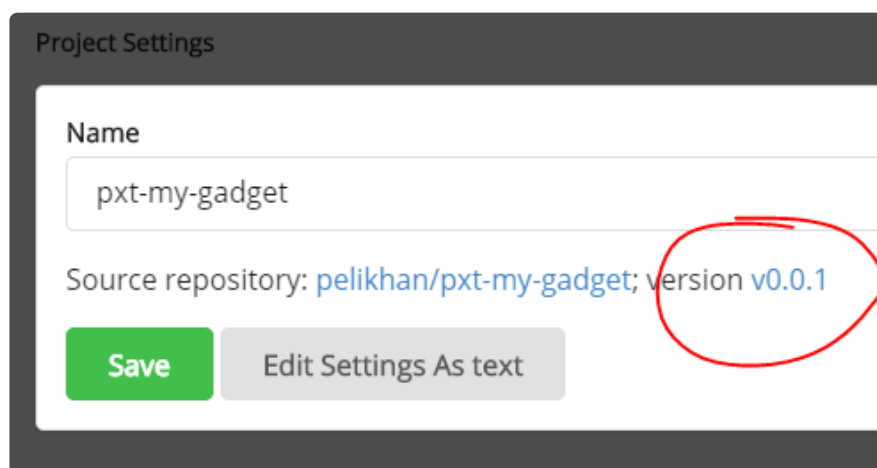 Project Settings
Name
pxt-my-gadget
Source repository: pelikhan/pxt-my-gadget; version v0.0.1
Save Edit Settings As text